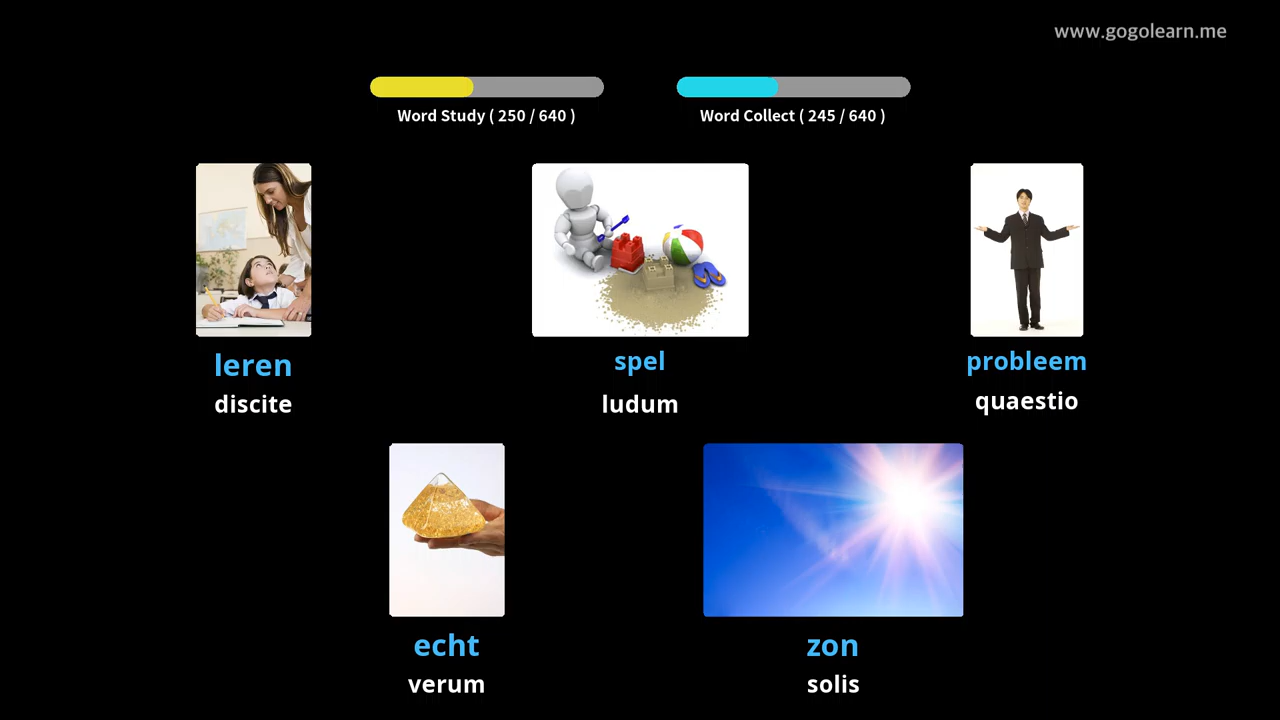 www.gogolearn.me
Word Study ( 250 / 640 )
Word Collect ( 245 / 640 )
leren
discite
spel
ludum
probleem
quaestio
echt
verum
zon
solis